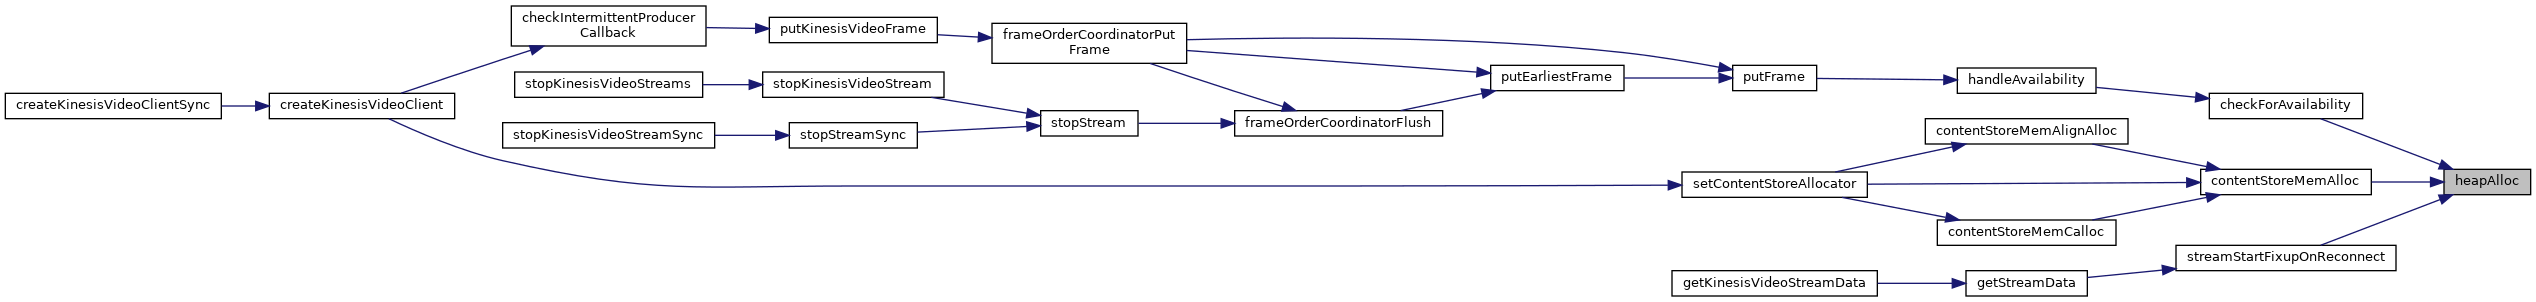 checkIntermittentProducer
Callback
putKinesisVideoFrame
frameOrderCoordinatorPut
Frame
stopKinesisVideoStreams
stopKinesisVideoStream
putEarliestFrame
putFrame
handleAvailability
createKinesisVideoClientSync
createKinesisVideoClient
checkForAvailability
stopKinesisVideoStreamSync
stopStreamSync
stopStream
frameOrderCoordinatorFlush
contentStoreMemAlignAlloc
setContentStoreAllocator
contentStoreMemAlloc
heapAlloc
contentStoreMemCalloc
streamStartFixupOnReconnect
getKinesisVideoStreamData
getStreamData